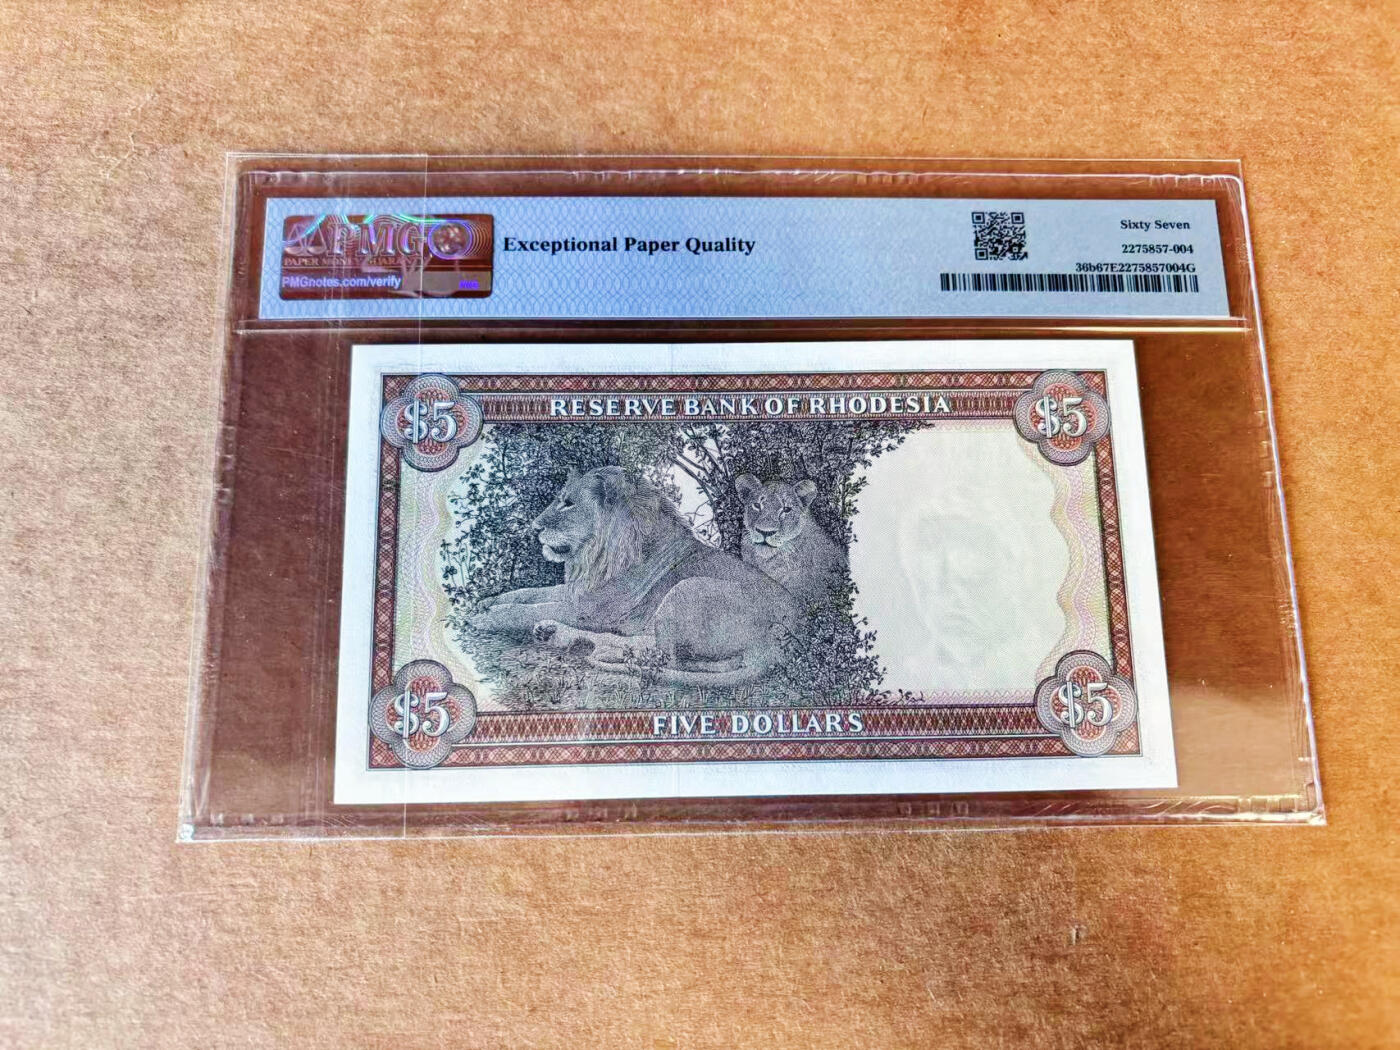 PMG
PAPER MONEY GUARANTY
PMGnotes.com/verify
Exceptional Paper Quality
Sixty Seven
2275857-004
36b67E2275857004G
$5 RESERVE BANK OF RHODESIA $5
$5 FIVE DOLLARS $5